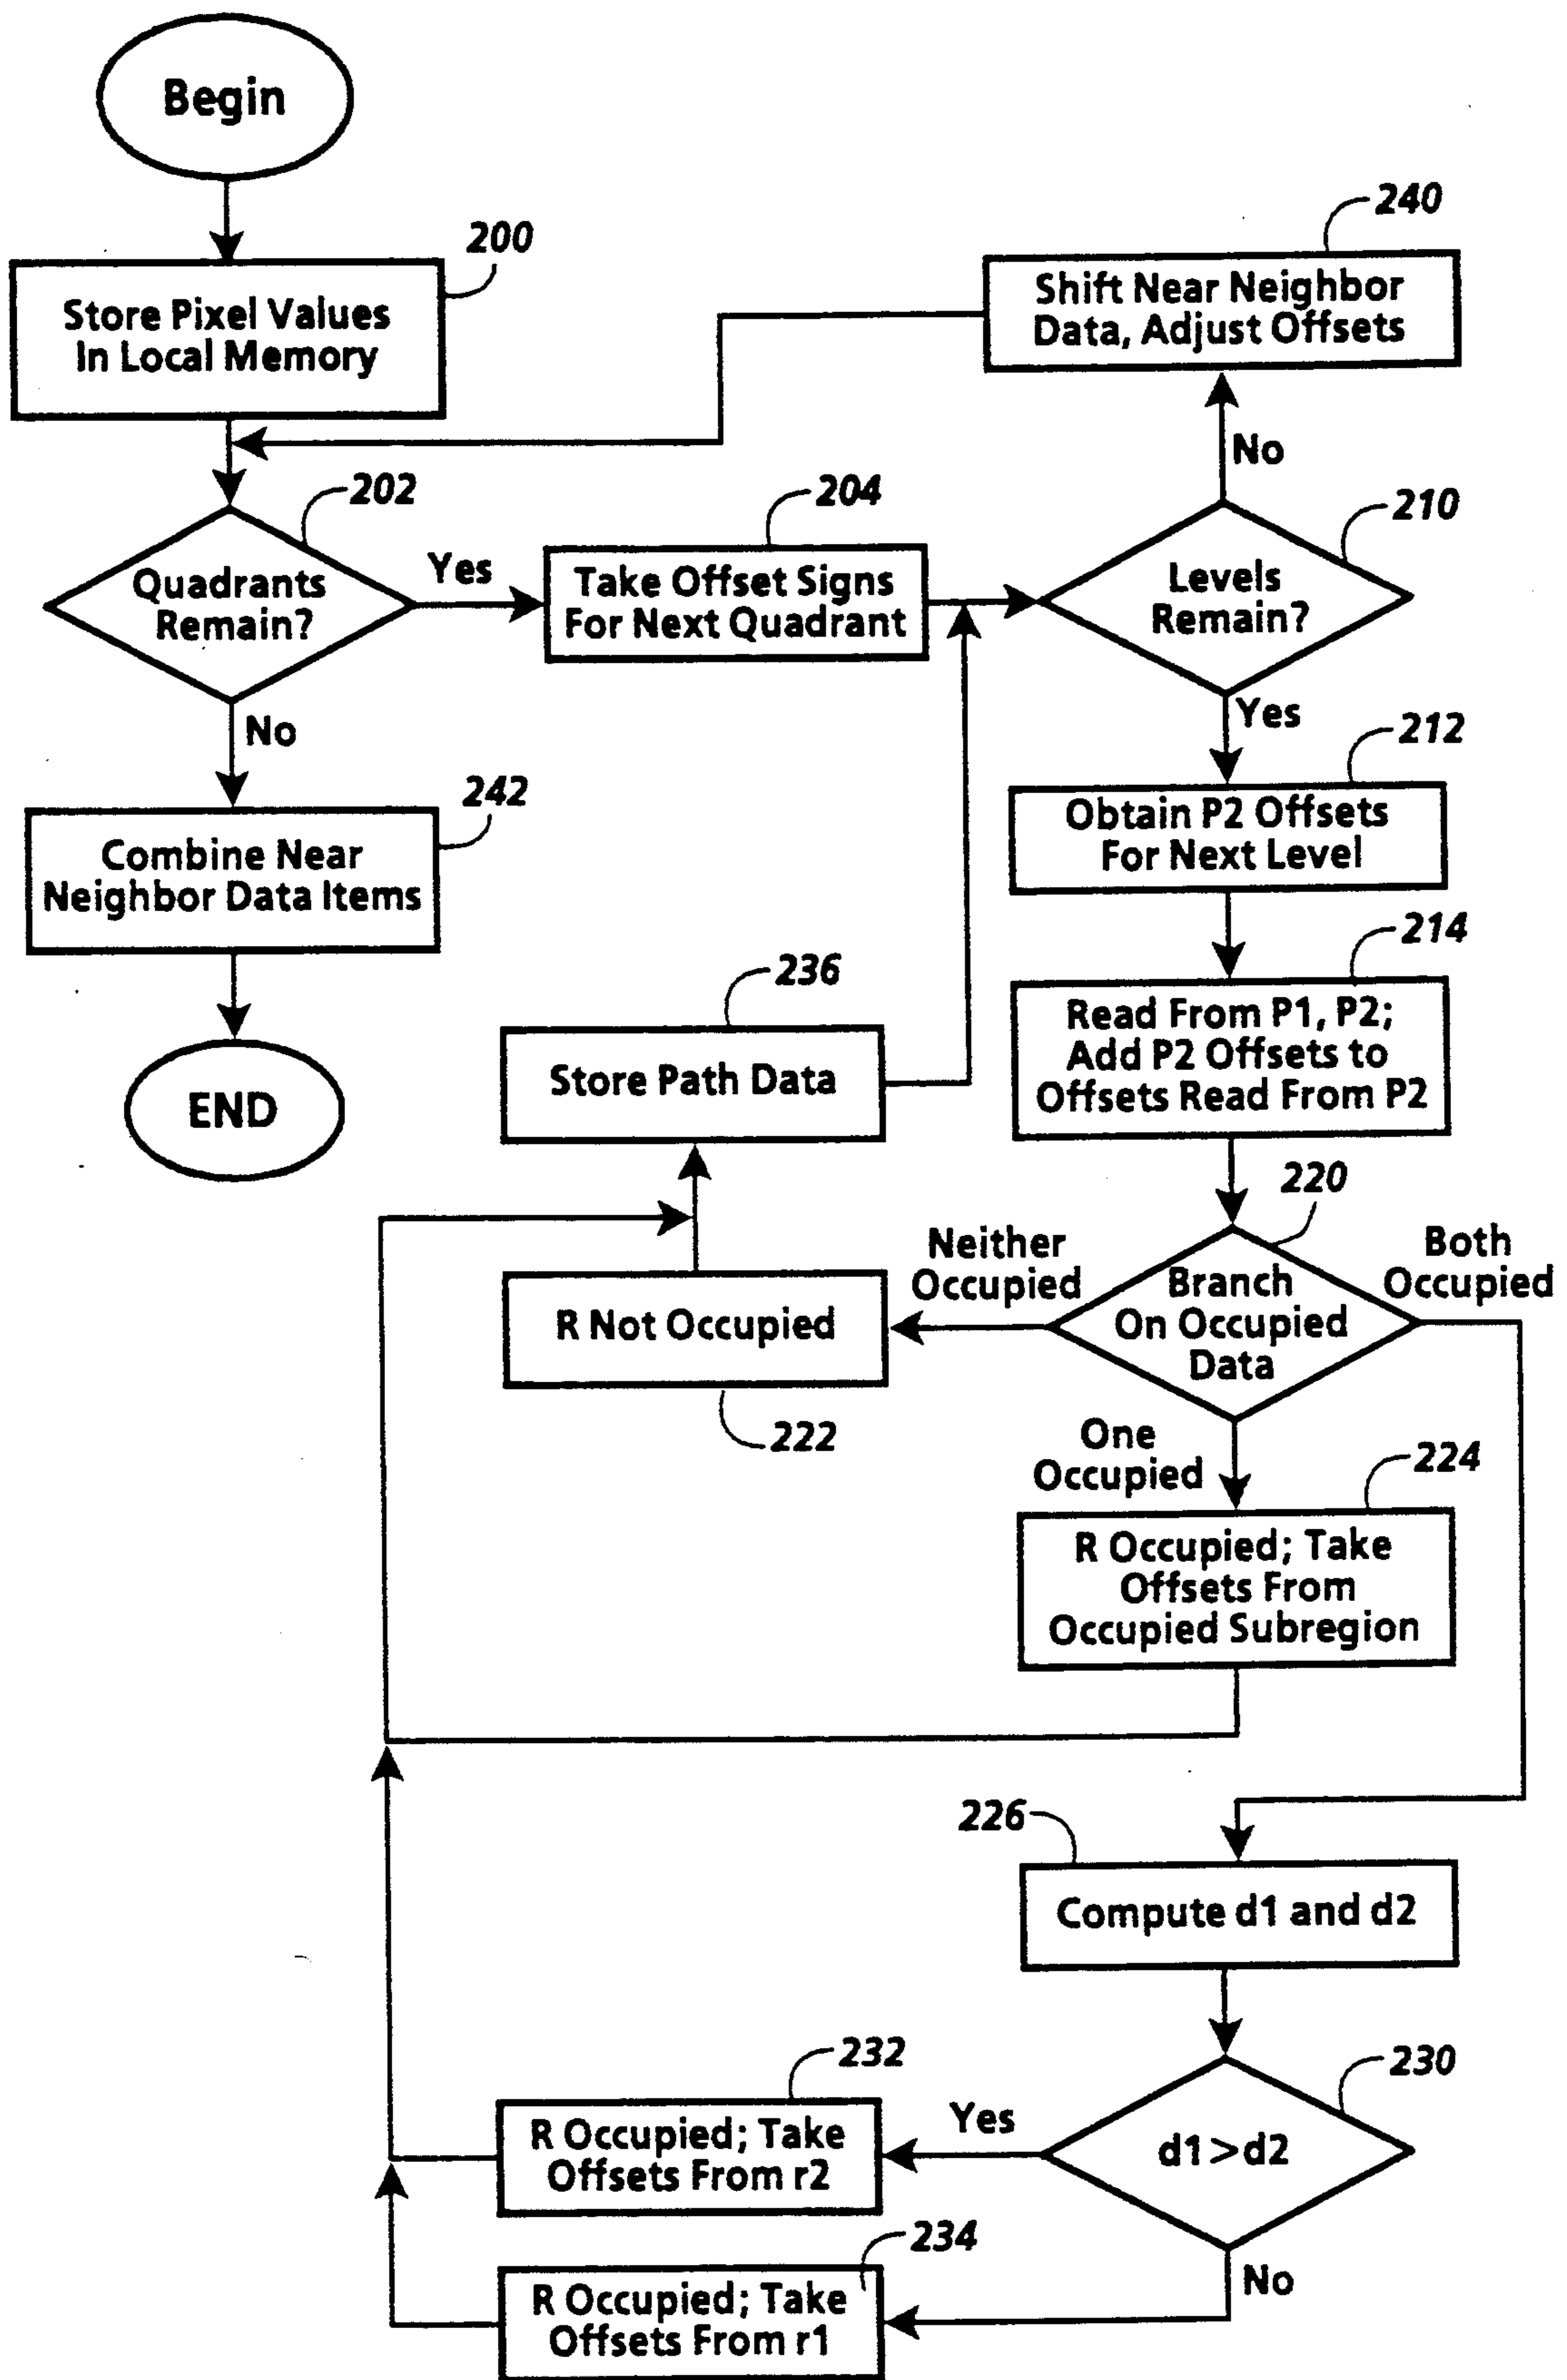 Begin
200
Store Pixel Values
In Local Memory
240
Shift Near Neighbor
Data, Adjust Offsets
No
202
Quadrants
Remain?
Yes
204
Take Offset Signs
For Next Quadrant
210
Levels
Remain?
No
Yes
242
Combine Near
Neighbor Data Items
END
212
Obtain P2 Offsets
For Next Level
214
Read From P1, P2;
Add P2 Offsets to
Offsets Read From P2
236
Store Path Data
220
Branch
On Occupied
Data
Neither
Occupied
Both
Occupied
R Not Occupied
222
One
Occupied
224
R Occupied; Take
Offsets From
Occupied Subregion
226
Compute d1 and d2
230
d1>d2
Yes
232
R Occupied; Take
Offsets From r2
No
234
R Occupied; Take
Offsets From r1